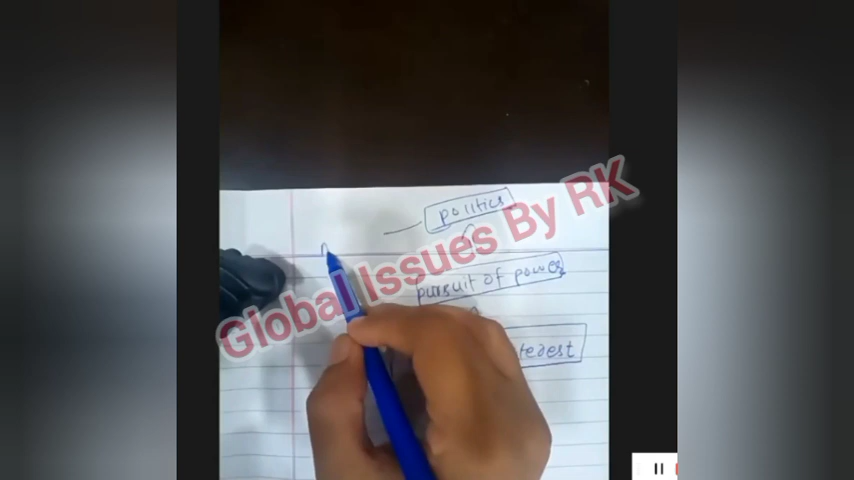 politics
pursuit of power
terest
Global Issues By RK